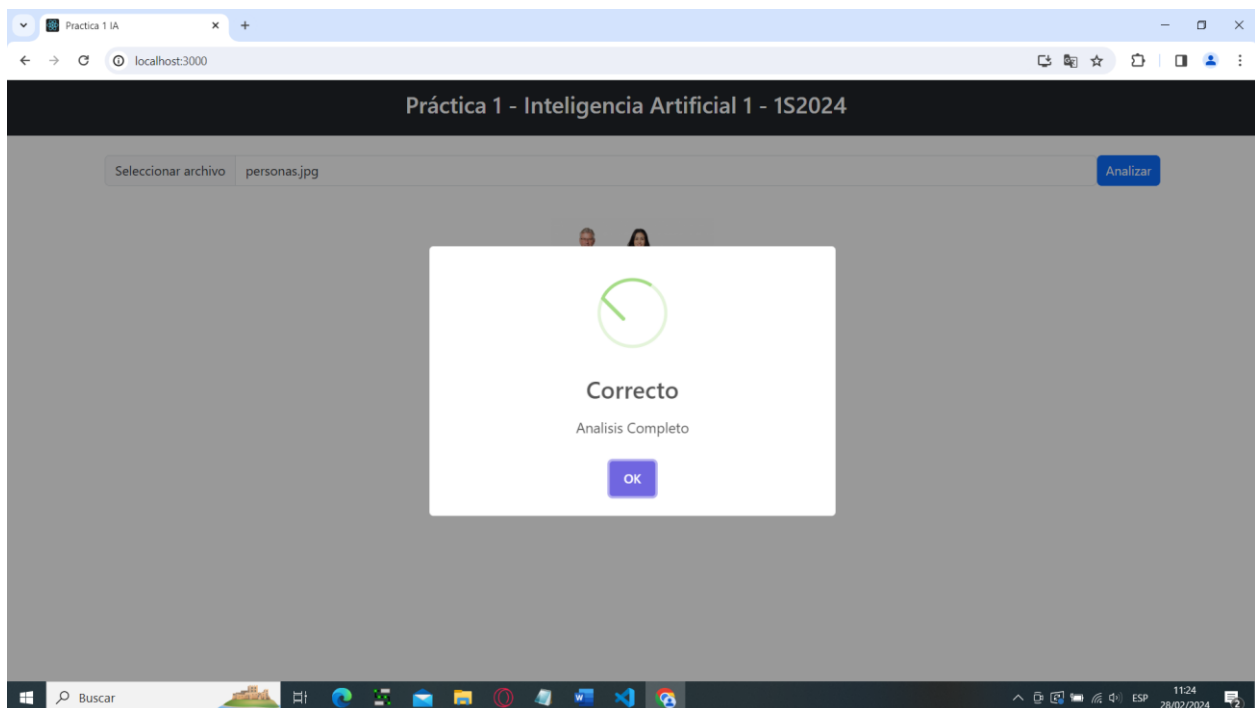 Practica 1 IA
localhost:3000
Práctica 1 - Inteligencia Artificial 1 - 1S2024
Seleccionar archivo personas.jpg Analizar
Correcto
Analisis Completo
OK
Buscar ESP 11:24
28/02/2024 2